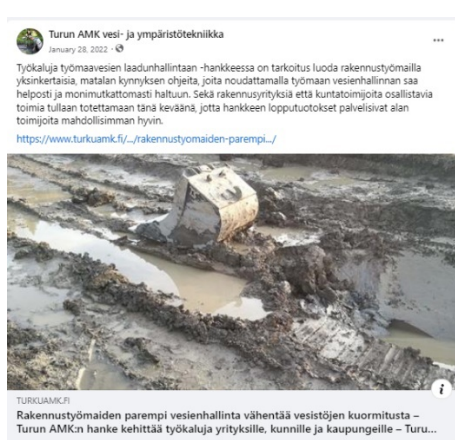 Turun AMK vesi- ja ympäristötekniikka
January 28, 2022 ·
Työkaluja työmaavesien laadunhallintaan -hankkeessa on tarkoitus luoda rakennustyömailla
yksinkertaisia, matalan kynnyksen ohjeita, joita noudattamalla työmaan vesienhallinnan saa
helposti ja monimutkattomasti haltuun. Sekä rakennusyrityksiä että kuntatoimijoita osallistavia
toimia tullaan totettamaan tänä keväänä, jotta hankkeen lopputuotokset palvelisivat alan
toimijoita mahdollisimman hyvin.
https://www.turkuamk.fi/.../rakennustyomaiden-parempi.../
TURKUAMK.FI
Rakennustyömaiden parempi vesienhallinta vähentää vesistöjen kuormitusta –
Turun AMK:n hanke kehittää työkaluja yrityksille, kunnille ja kaupungeille – Turu...